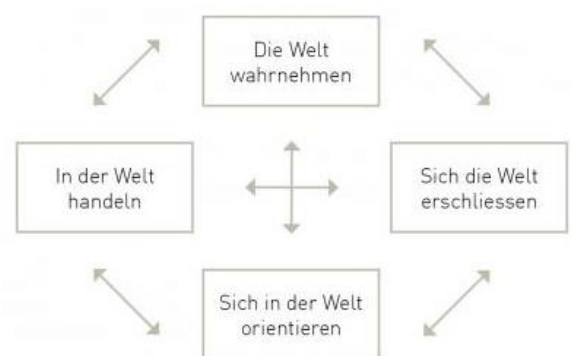 Die Welt
wahrnehmen
In der Welt
handeln
Sich die Welt
erschliessen
Sich in der Welt
orientieren